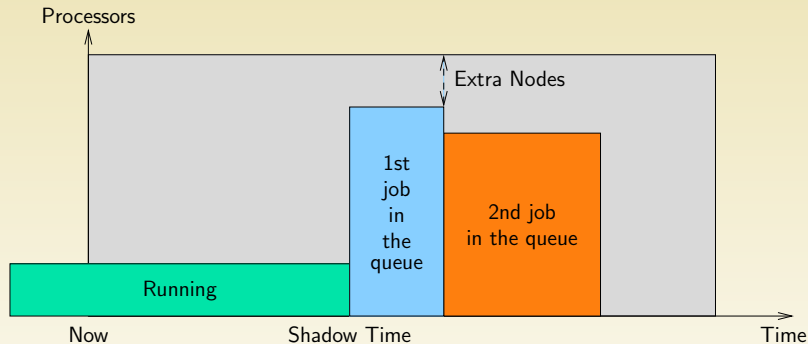 Processors
Extra Nodes
1st
job
in
the
queue
2nd job
in the queue
Running
Now
Shadow Time
Time